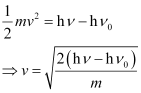 1/2 mv² = hν − hν₀
⇒ v = √(2(hν − hν₀)/m)